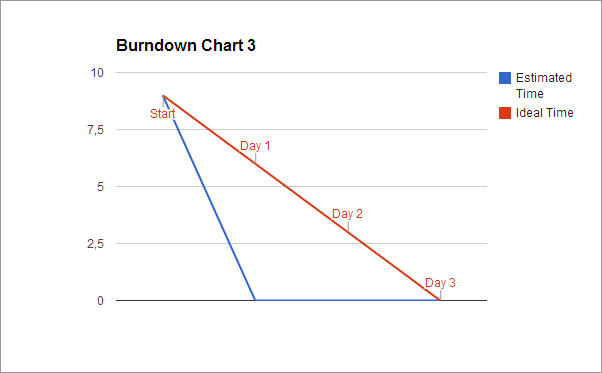 Burndown Chart 3
10
7,5
5
2,5
0
Start
Day 1
Day 2
Day 3
Estimated
Time
Ideal Time